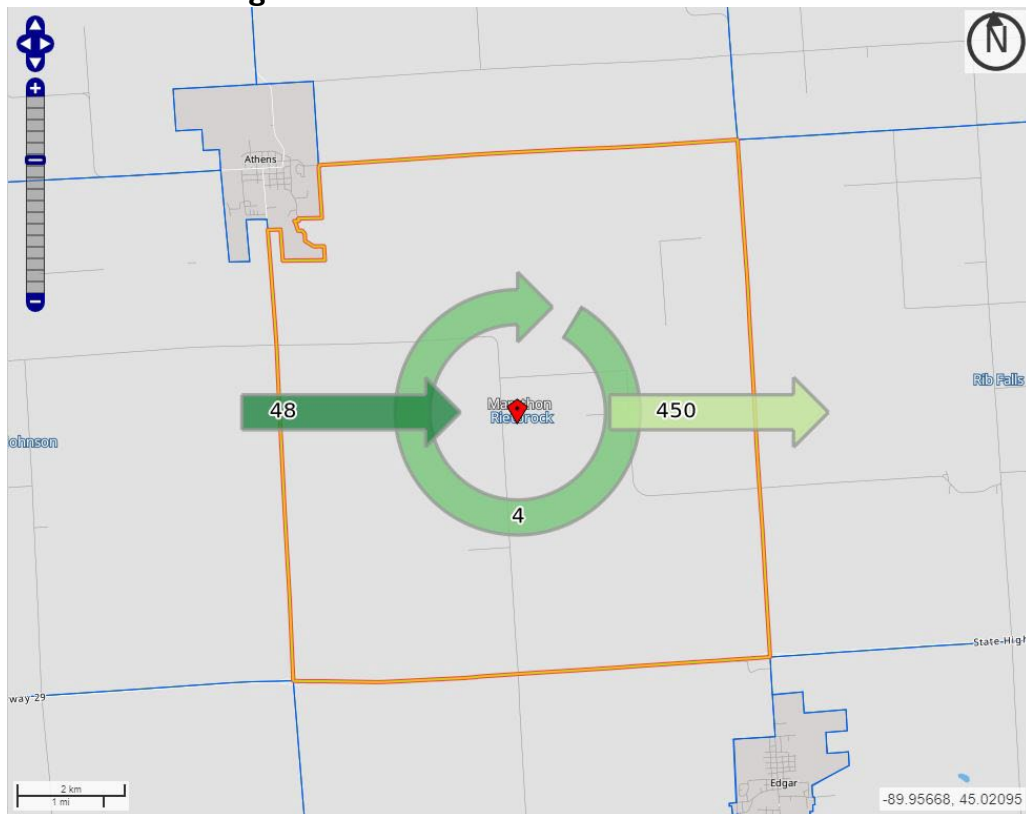 g
N
Athens
48
Marathon
Rietbrock
450
Rib Falls
ohnson
4
State High
way 29
Edgar
2 km
1 mi
-89.95668, 45.02095